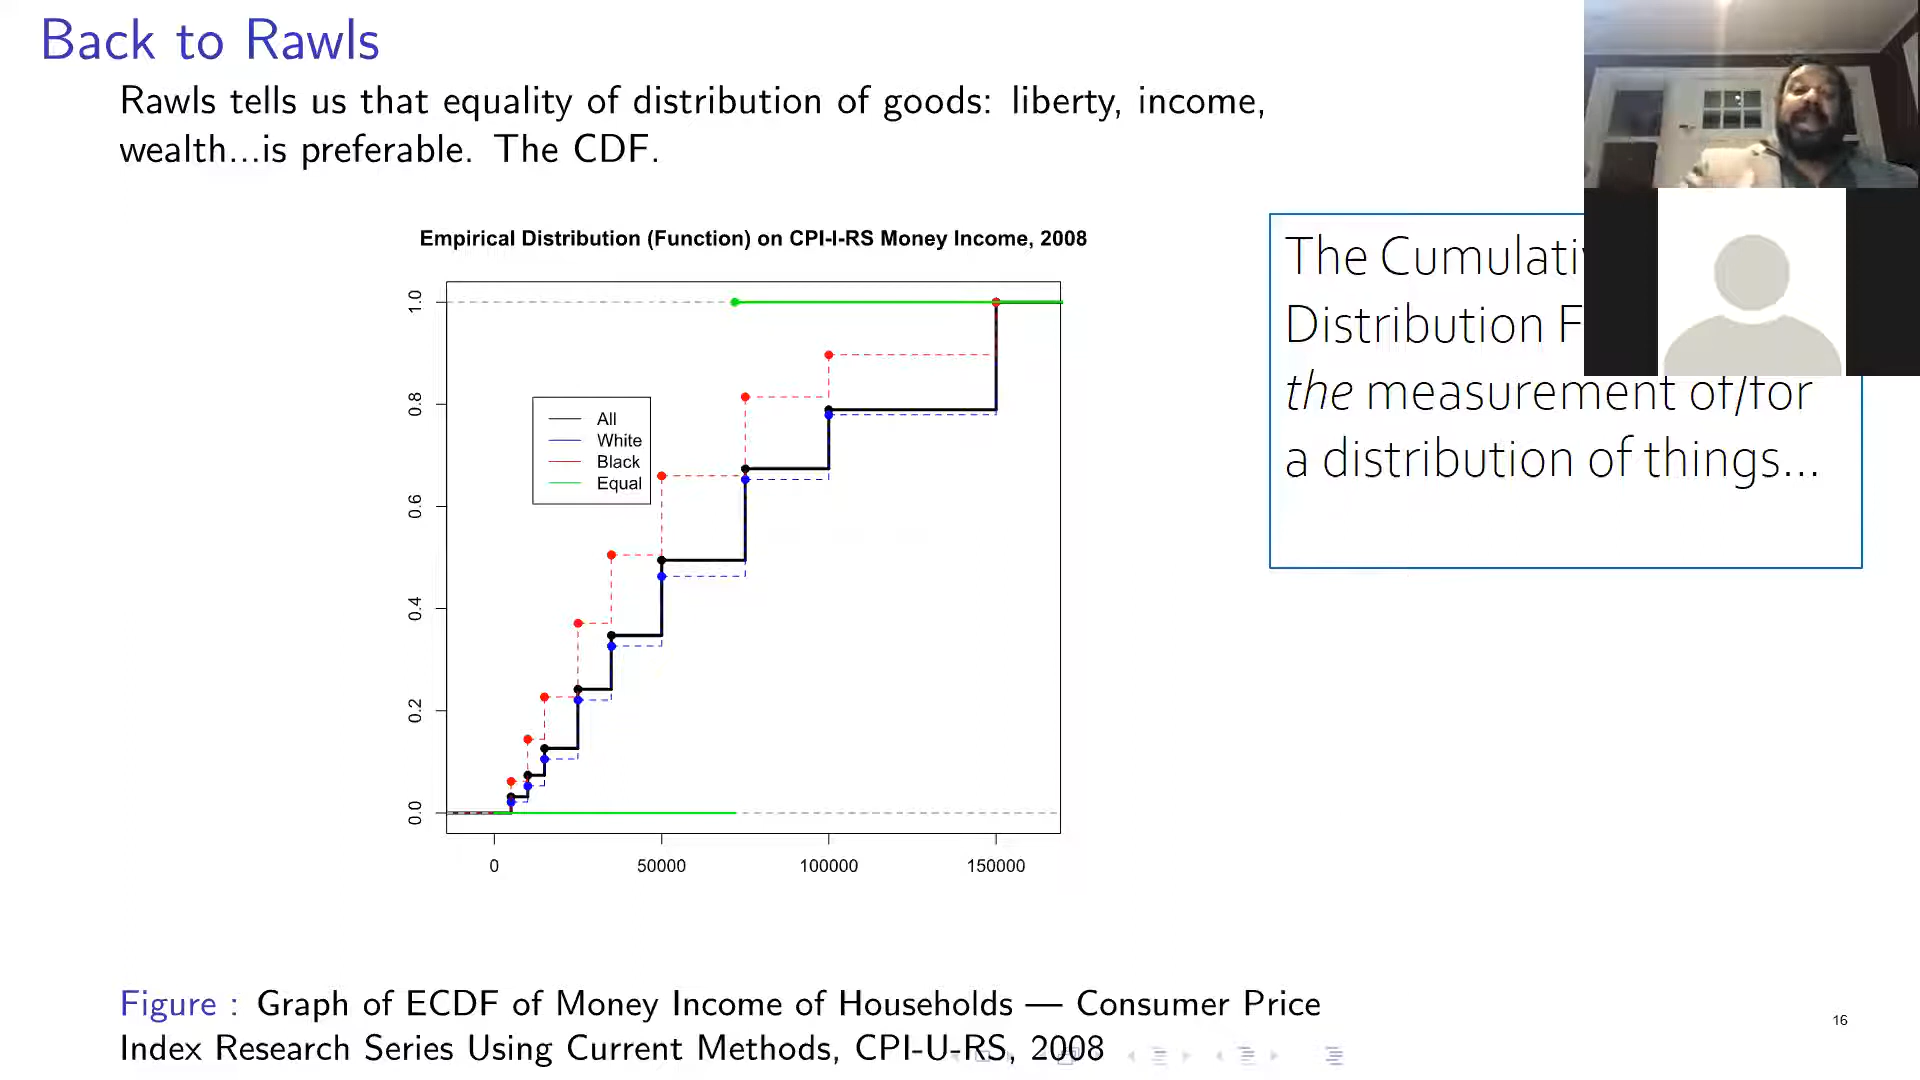 Back to Rawls
Rawls tells us that equality of distribution of goods: liberty, income,
wealth...is preferable. The CDF.
Empirical Distribution (Function) on CPI-I-RS Money Income, 2008
1.0
0.8
0.6
0.4
0.2
0.0
All
White
Black
Equal
0 50000 100000 150000
The
Distribution
the measurement of/for
a distribution of things...
Figure : Graph of ECDF of Money Income of Households — Consumer Price
Index Research Series Using Current Methods, CPI-U-RS, 2008
16